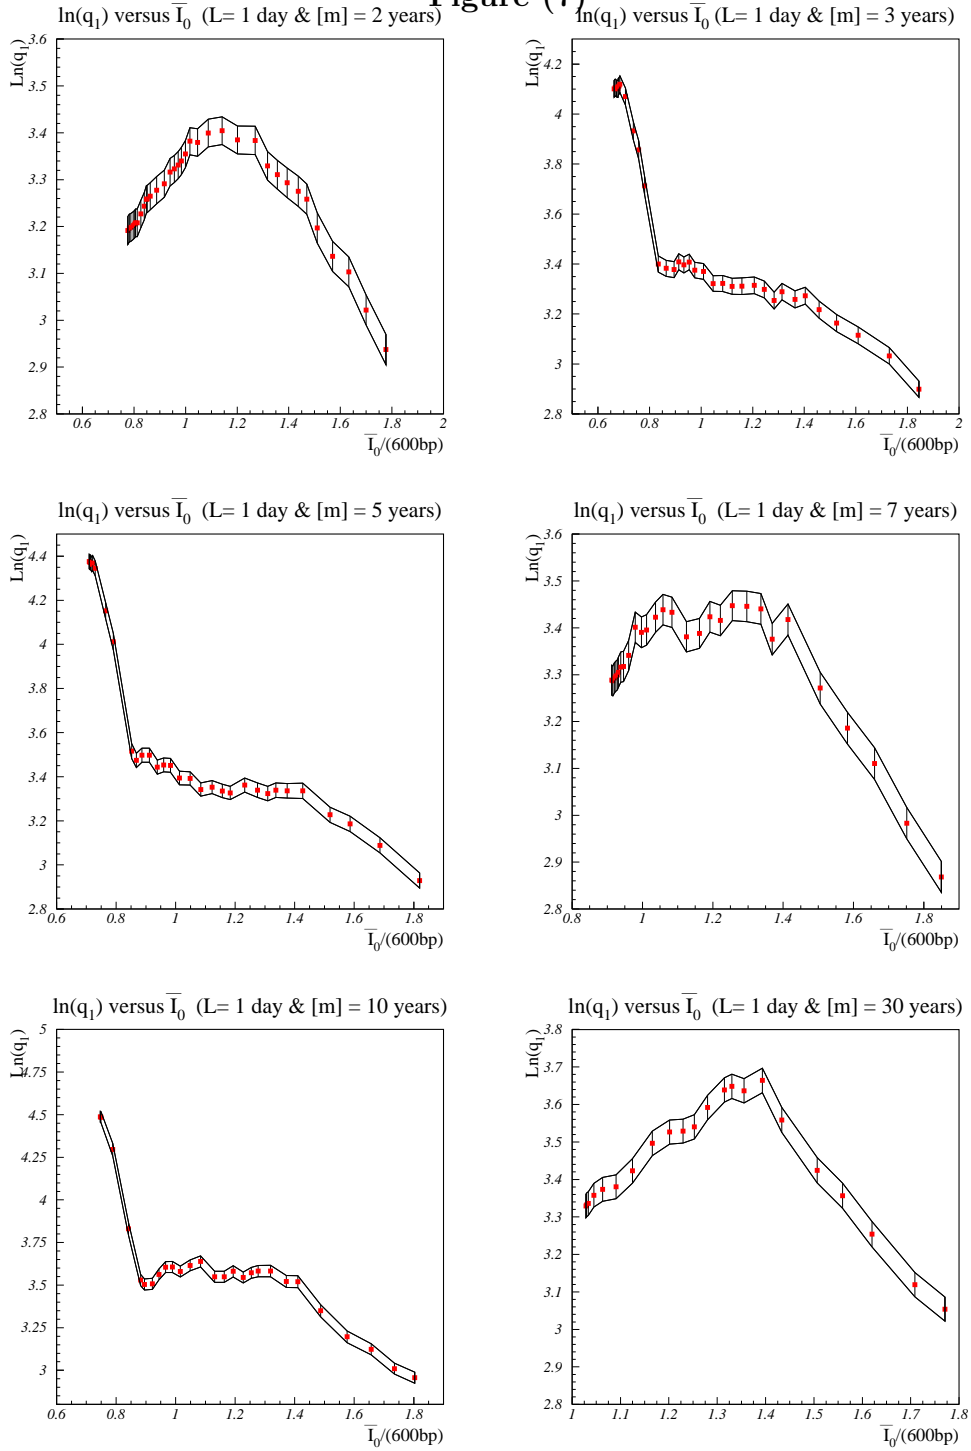 Figure (7)
ln(q1) versus I0 (L= 1 day & [m] = 2 years)
Ln(q1)
3.6
3.5
3.4
3.3
3.2
3.1
3
2.9
2.8
0.6 0.8 1 1.2 1.4 1.6 1.8 2
I0/(600bp)
ln(q1) versus I0 (L= 1 day & [m] = 3 years)
Ln(q1)
4.2
4
3.8
3.6
3.4
3.2
3
2.8
0.6 0.8 1 1.2 1.4 1.6 1.8 2
I0/(600bp)
ln(q1) versus I0 (L= 1 day & [m] = 5 years)
Ln(q1)
4.4
4.2
4
3.8
3.6
3.4
3.2
3
2.8
0.6 0.8 1 1.2 1.4 1.6 1.8
I0/(600bp)
ln(q1) versus I0 (L= 1 day & [m] = 7 years)
Ln(q1)
3.6
3.5
3.4
3.3
3.2
3.1
3
2.9
2.8
0.8 1 1.2 1.4 1.6 1.8
I0/(600bp)
ln(q1) versus I0 (L= 1 day & [m] = 10 years)
Ln(q1)
5
4.75
4.5
4.25
4
3.75
3.5
3.25
3
0.6 0.8 1 1.2 1.4 1.6 1.8
I0/(600bp)
ln(q1) versus I0 (L= 1 day & [m] = 30 years)
Ln(q1)
3.8
3.7
3.6
3.5
3.4
3.3
3.2
3.1
3
2.9
2.8
1 1.1 1.2 1.3 1.4 1.5 1.6 1.7 1.8
I0/(600bp)